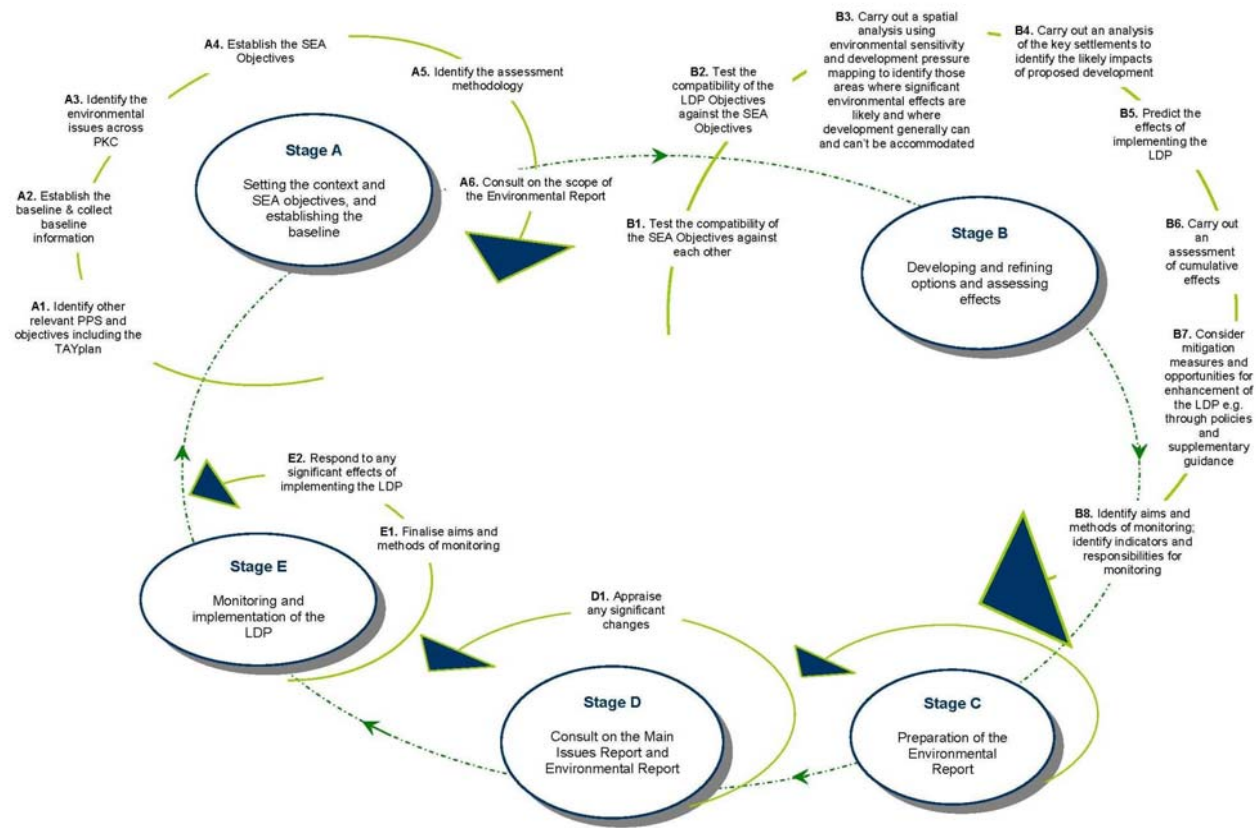 Stage A
Setting the context and
SEA objectives, and
establishing the
baseline
A1. Identify other
relevant PPS and
objectives including the
TAYplan
A2. Establish the
baseline & collect
baseline
information
A3. Identify the
environmental
issues across
PKC
A4. Establish the SEA
Objectives
A5. Identify the assessment
methodology
A6. Consult on the scope of
the Environmental Report
Stage B
Developing and refining
options and assessing
effects
B1. Test the compatibility of
the SEA Objectives against
each other
B2. Test the
compatibility of the
LDP Objectives
against the SEA
Objectives
B3. Carry out a spatial
analysis using
environmental sensitivity
and development pressure
mapping to identify those
areas where significant
environmental effects are
likely and where
development generally can
and can't be accommodated
B4. Carry out an analysis
of the key settlements to
identify the likely impacts
of proposed development
B5. Predict the
effects of
implementing the
LDP
B6. Carry out
an
assessment
of cumulative
effects
B7. Consider
mitigation
measures and
opportunities for
enhancement of
the LDP e.g.
through policies
and
supplementary
guidance
B8. Identify aims and
methods of monitoring;
identify indicators and
responsibilities for
monitoring
Stage C
Preparation of the
Environmental
Report
Stage D
Consult on the Main
Issues Report and
Environmental Report
D1. Appraise
any significant
changes
Stage E
Monitoring and
implementation of the
LDP
E1. Finalise aims and
methods of monitoring
E2. Respond to any
significant effects of
implementing the LDP